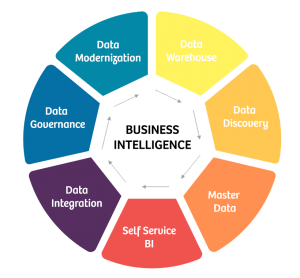 Data
Modernization
Data
Warehouse
Data
Discovery
Master
Data
Self Service
BI
Data
Integration
Data
Governance
BUSINESS
INTELLIGENCE